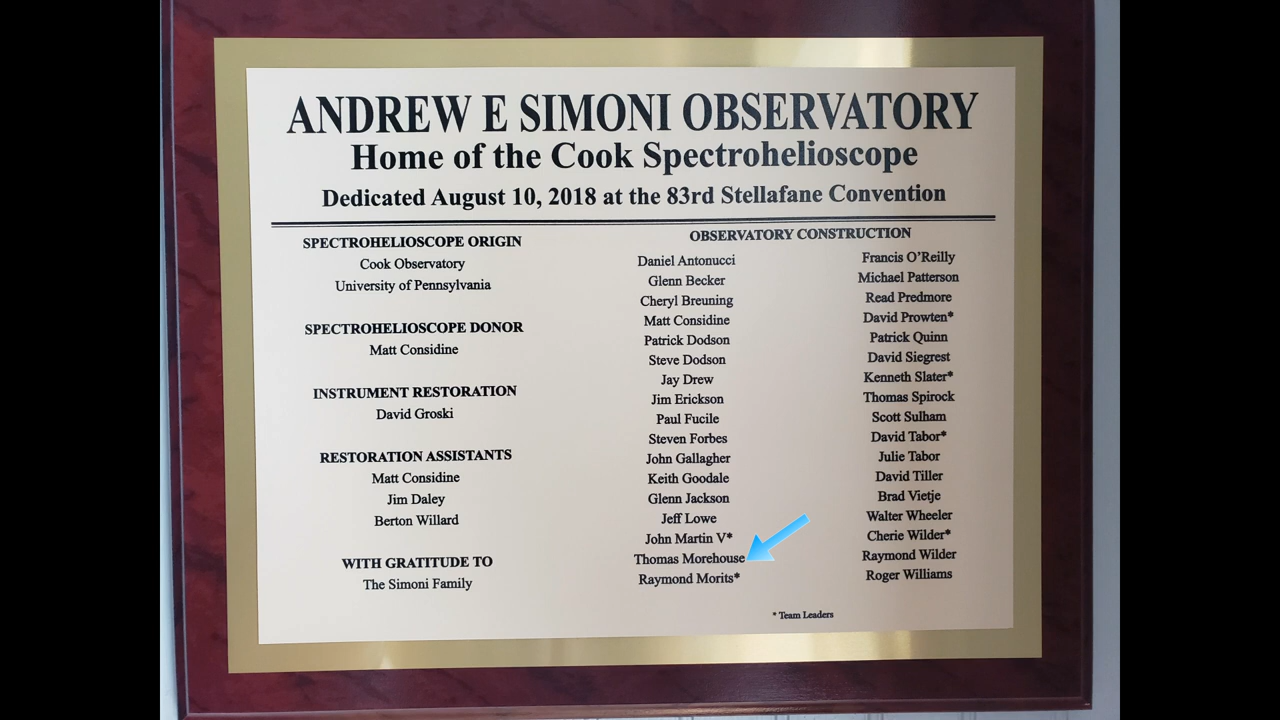 ANDREW E SIMONI OBSERVATORY
Home of the Cook Spectrohelioscope
Dedicated August 10, 2018 at the 83rd Stellafane Convention
SPECTROHELIOSCOPE ORIGIN
Cook Observatory
University of Pennsylvania
SPECTROHELIOSCOPE DONOR
Matt Considine
INSTRUMENT RESTORATION
David Groski
RESTORATION ASSISTANTS
Matt Considine
Jim Daley
Berton Willard
WITH GRATITUDE TO
The Simoni Family
OBSERVATORY CONSTRUCTION
Daniel Antonucci
Glenn Becker
Cheryl Breuning
Matt Considine
Patrick Dodson
Steve Dodson
Jay Drew
Jim Erickson
Paul Fucile
Steven Forbes
John Gallagher
Keith Goodale
Glenn Jackson
Jeff Lowe
John Martin V*
Thomas Morehouse
Raymond Morits*
Francis O'Reilly
Michael Patterson
Read Predmore
David Prowten*
Patrick Quinn
David Siegrest
Kenneth Slater*
Thomas Spirock
Scott Sulham
David Tabor*
Julie Tabor
David Tiller
Brad Vietje
Walter Wheeler
Cherie Wilder*
Raymond Wilder
Roger Williams
* Team Leaders